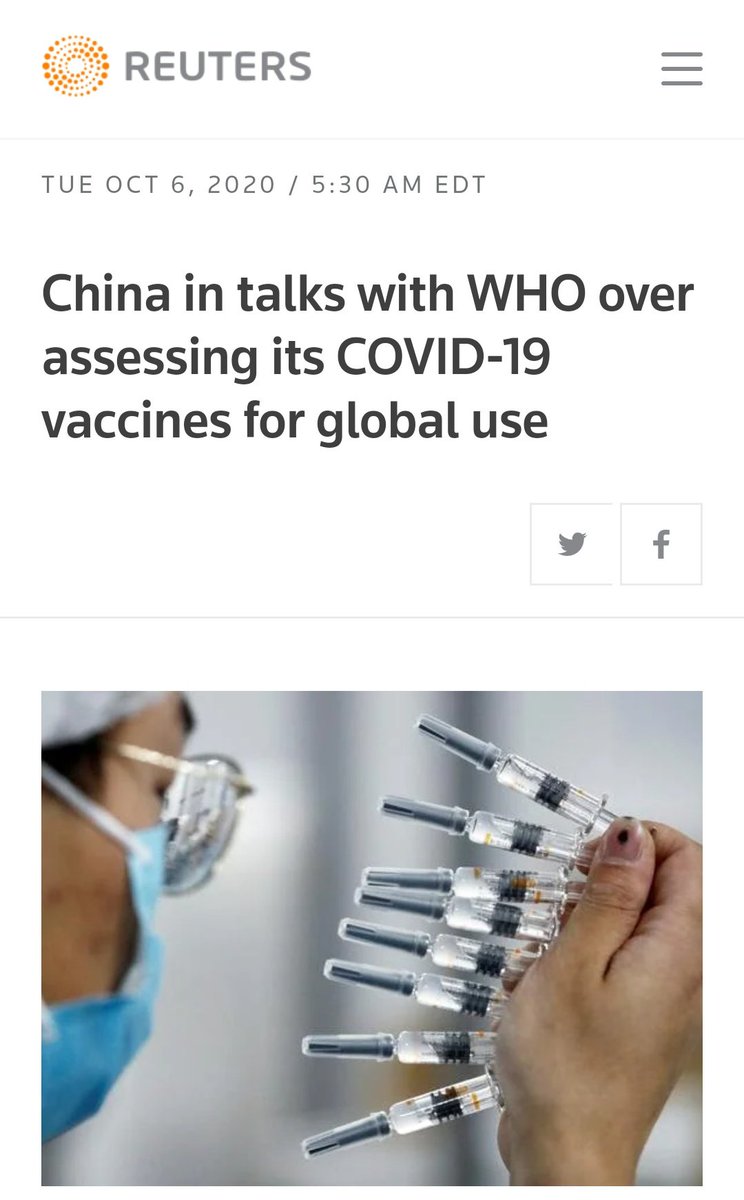 REUTERS
TUE OCT 6, 2020 / 5:30 AM EDT
China in talks with WHO over
assessing its COVID-19
vaccines for global use